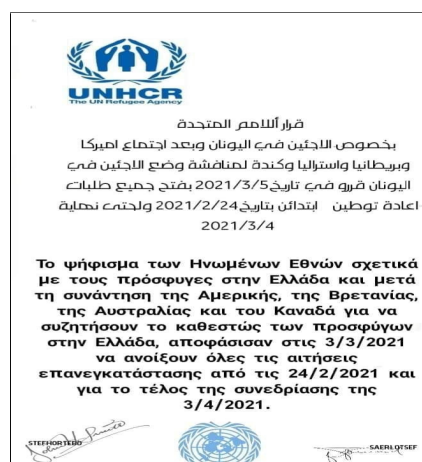 UNHCR
The UN Refugee Agency
قرار أللامم المتحدة
بخصوص الاجئين في اليونان وبعد اجتماع اميركا
وبريطانيا واستراليا وكندة لمنافشة وضع الاجئين في
اليونان قررو في تاريخ 2021/3/5 بفتح جميع طلبات
اعادة توطين ابتدائن بتاريخ 2021/2/24 ولحتى نهاية
2021/3/4
Το ψήφισμα των Ηνωμένων Εθνών σχετικά
με τους πρόσφυγες στην Ελλάδα και μετά
τη συνάντηση της Αμερικής, της Βρετανίας,
της Αυστραλίας και του Καναδά για να
συζητήσουν το καθεστώς των προσφύγων
στην Ελλάδα, αποφάσισαν στις 3/3/2021
να ανοίξουν όλες τις αιτήσεις
επανεγκατάστασης από τις 24/2/2021 και
για το τέλος της συνεδρίασης της
3/4/2021.
STEFHORTEBO
SAERLOTSEF